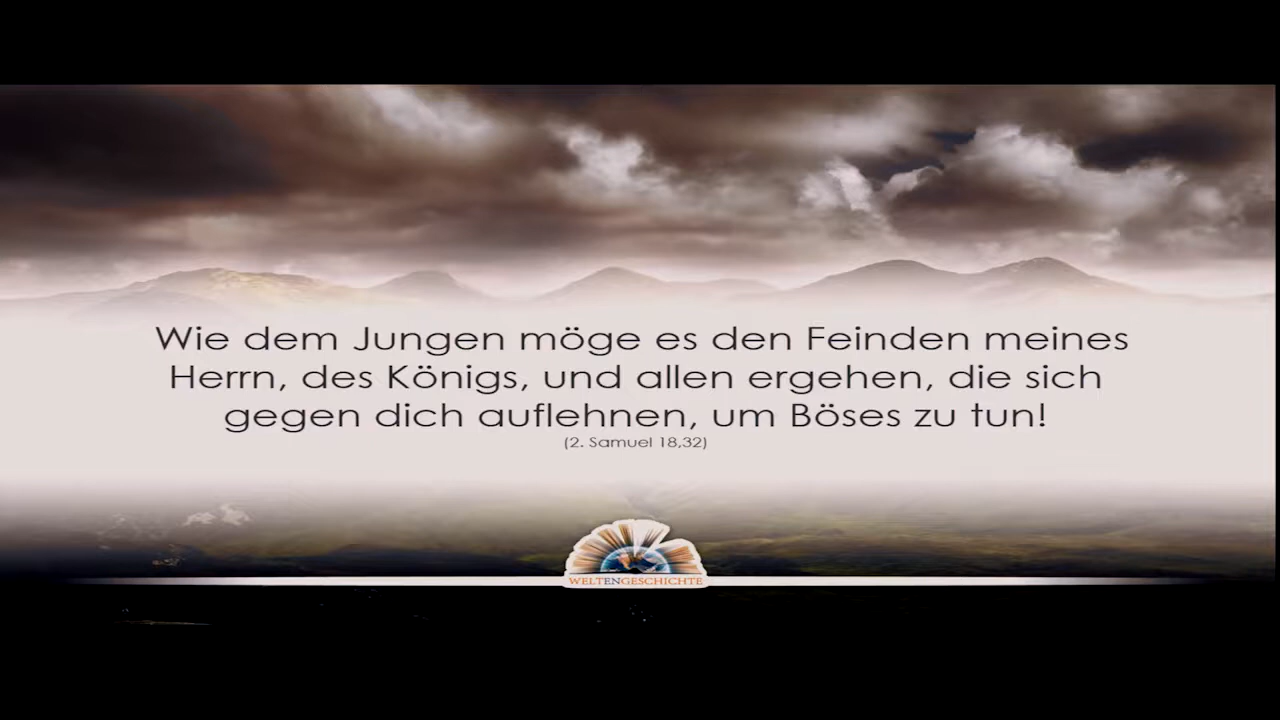 Wie dem Jungen möge es den Feinden meines
Herrn, des Königs, und allen ergehen, die sich
gegen dich auflehnen, um Böses zu tun!
(2. Samuel 18,32)
WELTENGESCHICHTE